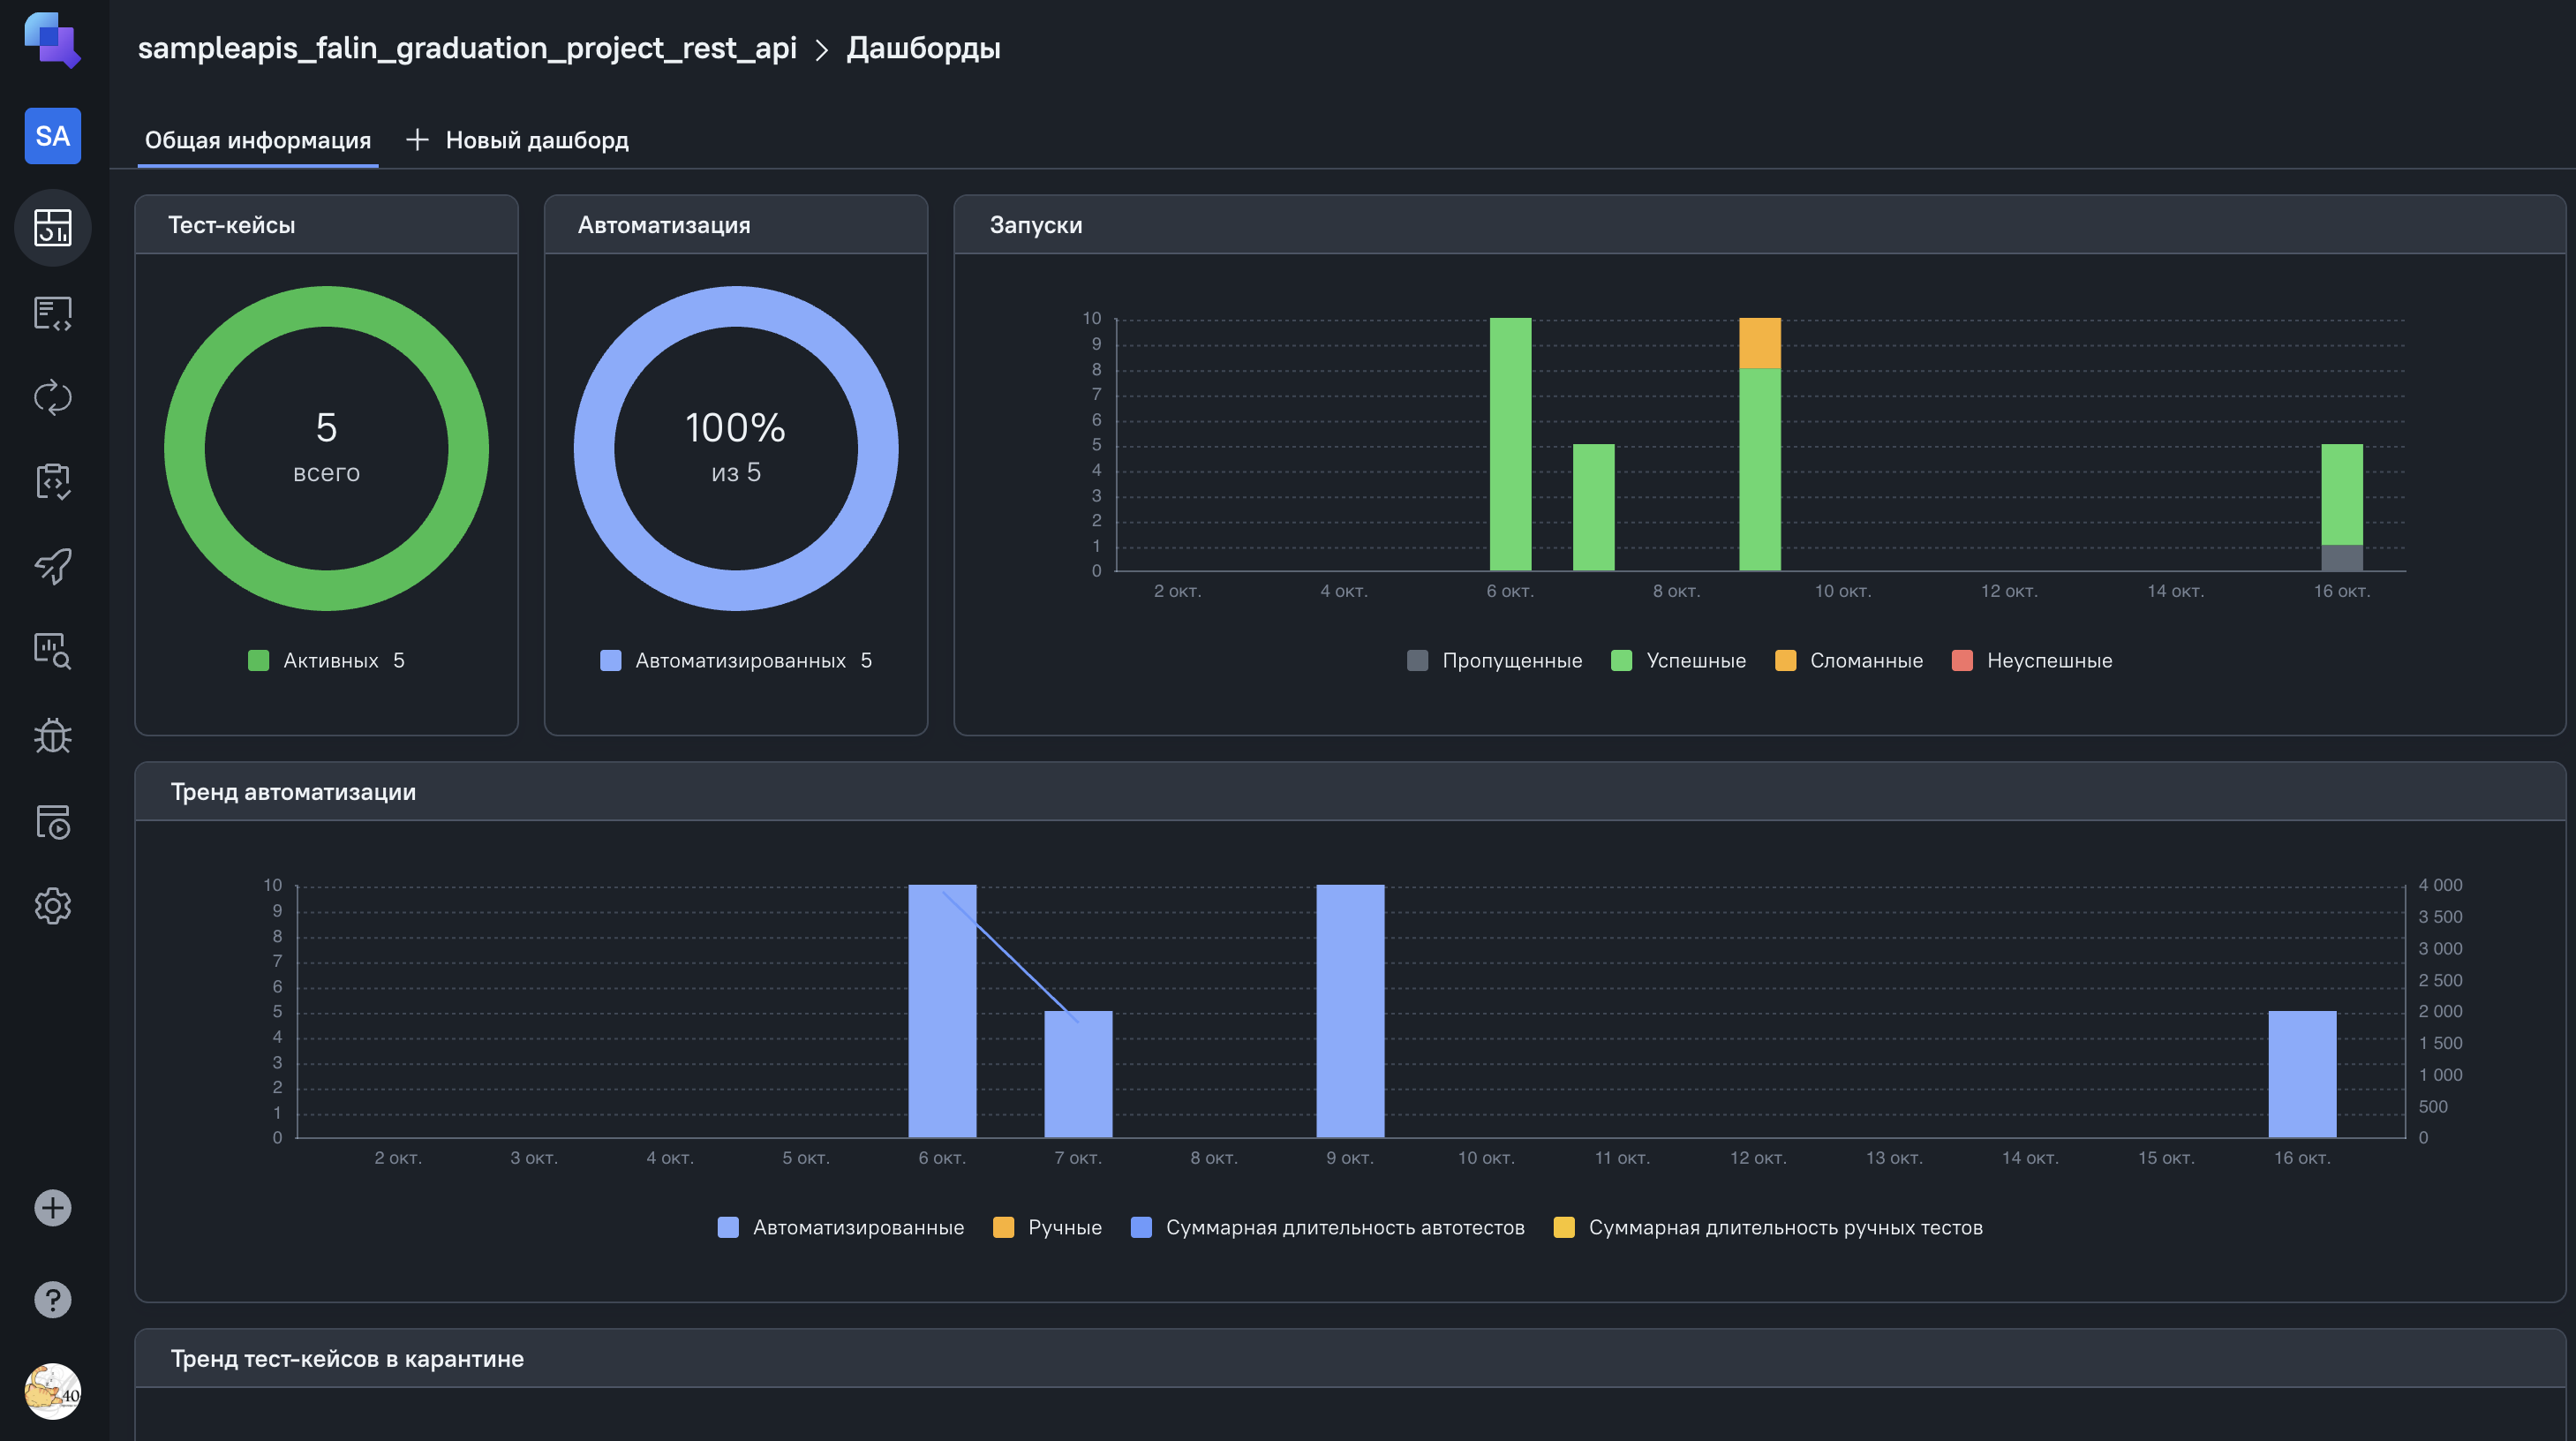 sampleapis_falin_graduation_project_rest_api > Дашборды
SA
Общая информация + Новый дашборд
Тест-кейсы
5
всего
Активных 5
Автоматизация
100%
из 5
Автоматизированных 5
Запуски
10
9
8
7
6
5
4
3
2
1
0
2 окт. 4 окт. 6 окт. 8 окт. 10 окт. 12 окт. 14 окт. 16 окт.
Пропущенные Успешные Сломанные Неуспешные
Тренд автоматизации
10
9
8
7
6
5
4
3
2
1
0
4 000
3 500
3 000
2 500
2 000
1 500
1 000
500
0
2 окт. 3 окт. 4 окт. 5 окт. 6 окт. 7 окт. 8 окт. 9 окт. 10 окт. 11 окт. 12 окт. 13 окт. 14 окт. 15 окт. 16 окт.
Автоматизированные Ручные Суммарная длительность автотестов Суммарная длительность ручных тестов
Тренд тест-кейсов в карантине
?
40